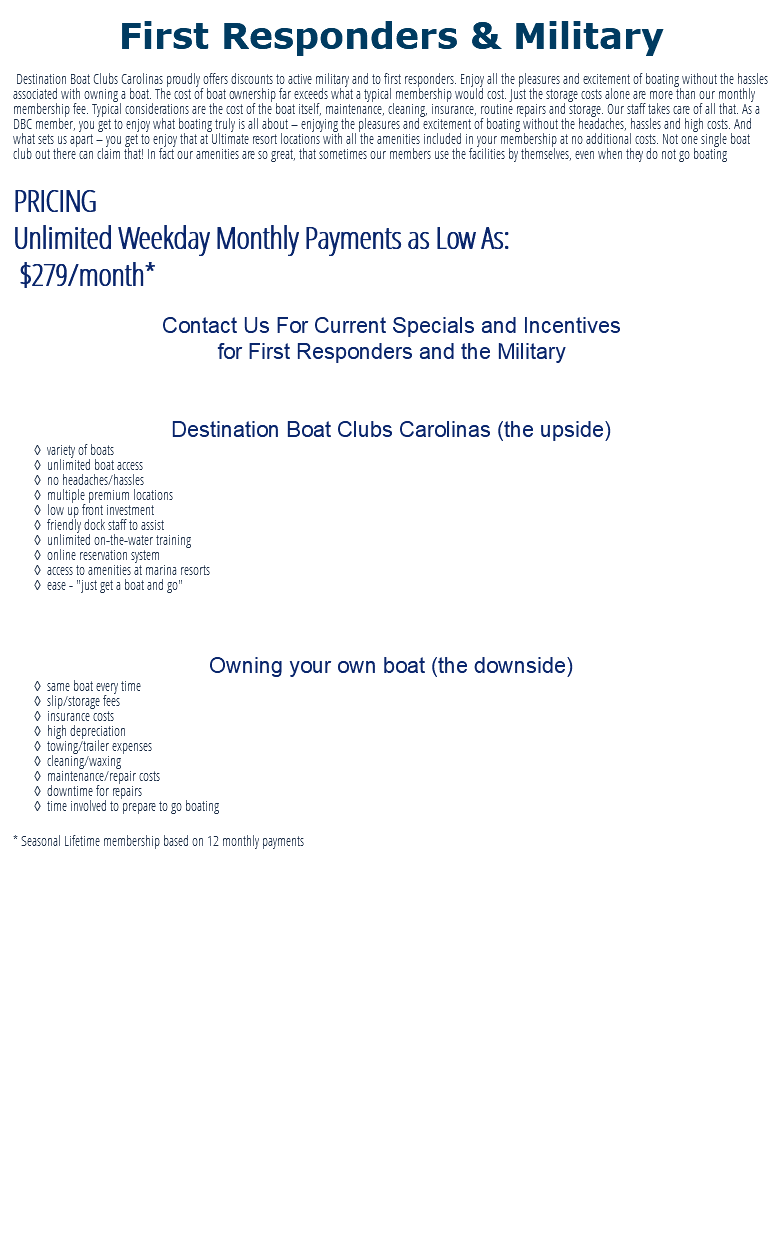 First Responders & Military
Destination Boat Clubs Carolinas proudly offers discounts to active military and to first responders. Enjoy all the pleasures and excitement of boating without the hassles
associated with owning a boat. The cost of boat ownership far exceeds what a typical membership would cost. Just the storage costs alone are more than our monthly
membership fee. Typical considerations are the cost of the boat itself, maintenance, cleaning, insurance, routine repairs and storage. Our staff takes care of all that. As a
DBC member, you get to enjoy what boating truly is all about – enjoying the pleasures and excitement of boating without the headaches, hassles and high costs. And
what sets us apart – you get to enjoy that at Ultimate resort locations with all the amenities included in your membership at no additional costs. Not one single boat
club out there can claim that! In fact our amenities are so great, that sometimes our members use the facilities by themselves, even when they do not go boating
PRICING
Unlimited Weekday Monthly Payments as Low As:
$279/month*
Contact Us For Current Specials and Incentives
for First Responders and the Military
Destination Boat Clubs Carolinas (the upside)
◊ variety of boats
◊ unlimited boat access
◊ no headaches/hassles
◊ multiple premium locations
◊ low up front investment
◊ friendly dock staff to assist
◊ unlimited on-the-water training
◊ online reservation system
◊ access to amenities at marina resorts
◊ ease - "just get a boat and go"
Owning your own boat (the downside)
◊ same boat every time
◊ slip/storage fees
◊ insurance costs
◊ high depreciation
◊ towing/trailer expenses
◊ cleaning/waxing
◊ maintenance/repair costs
◊ downtime for repairs
◊ time involved to prepare to go boating
* Seasonal Lifetime membership based on 12 monthly payments